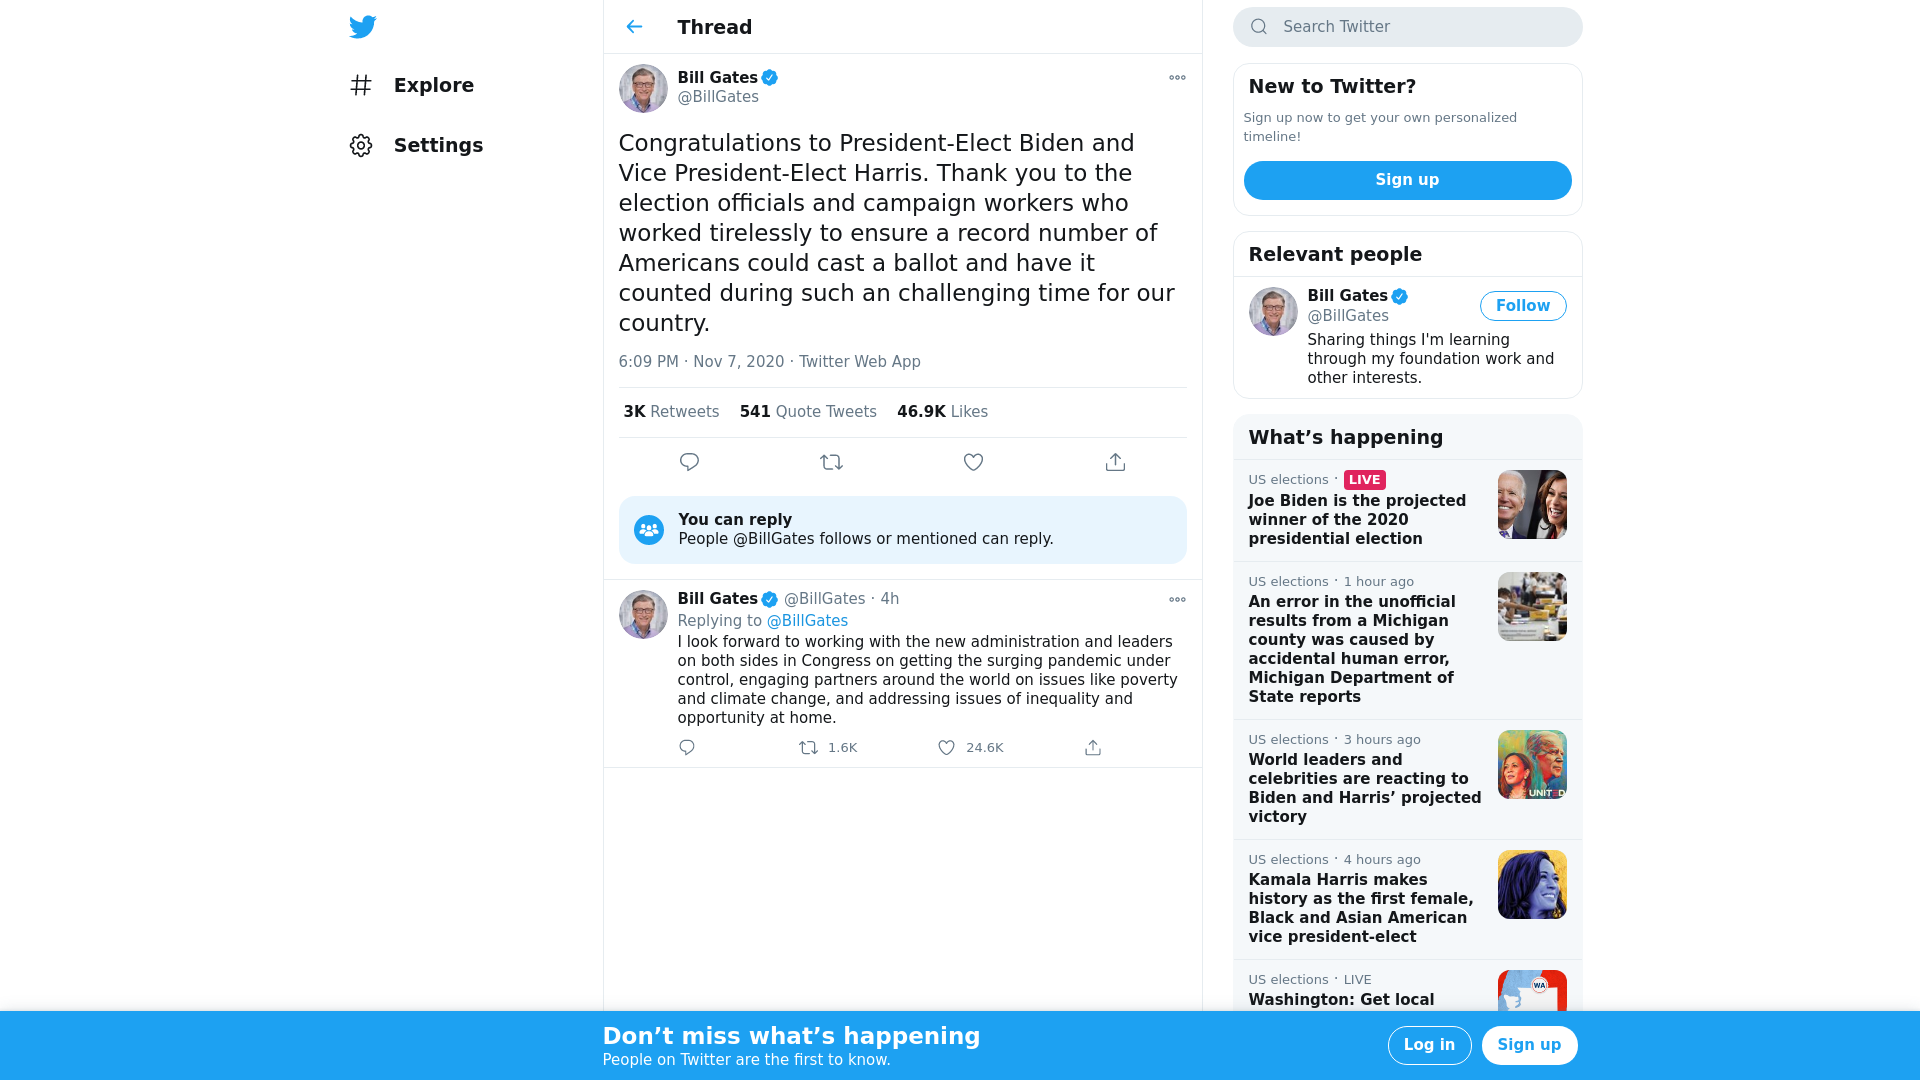 Explore
Settings
Thread
Bill Gates
@BillGates
Congratulations to President-Elect Biden and
Vice President-Elect Harris. Thank you to the
election officials and campaign workers who
worked tirelessly to ensure a record number of
Americans could cast a ballot and have it
counted during such an challenging time for our
country.
6:09 PM · Nov 7, 2020 · Twitter Web App
3K Retweets 541 Quote Tweets 46.9K Likes
You can reply
People @BillGates follows or mentioned can reply.
Bill Gates @BillGates · 4h
Replying to @BillGates
I look forward to working with the new administration and leaders
on both sides in Congress on getting the surging pandemic under
control, engaging partners around the world on issues like poverty
and climate change, and addressing issues of inequality and
opportunity at home.
1.6K 24.6K
Search Twitter
New to Twitter?
Sign up now to get your own personalized
timeline!
Sign up
Relevant people
Bill Gates
@BillGates
Follow
Sharing things I'm learning
through my foundation work and
other interests.
What’s happening
US elections · LIVE
Joe Biden is the projected
winner of the 2020
presidential election
US elections · 1 hour ago
An error in the unofficial
results from a Michigan
county was caused by
accidental human error,
Michigan Department of
State reports
US elections · 3 hours ago
World leaders and
celebrities are reacting to
Biden and Harris’ projected
victory
UNITED
US elections · 4 hours ago
Kamala Harris makes
history as the first female,
Black and Asian American
vice president-elect
US elections · LIVE
Washington: Get local
WA
Don’t miss what’s happening
People on Twitter are the first to know.
Log in
Sign up